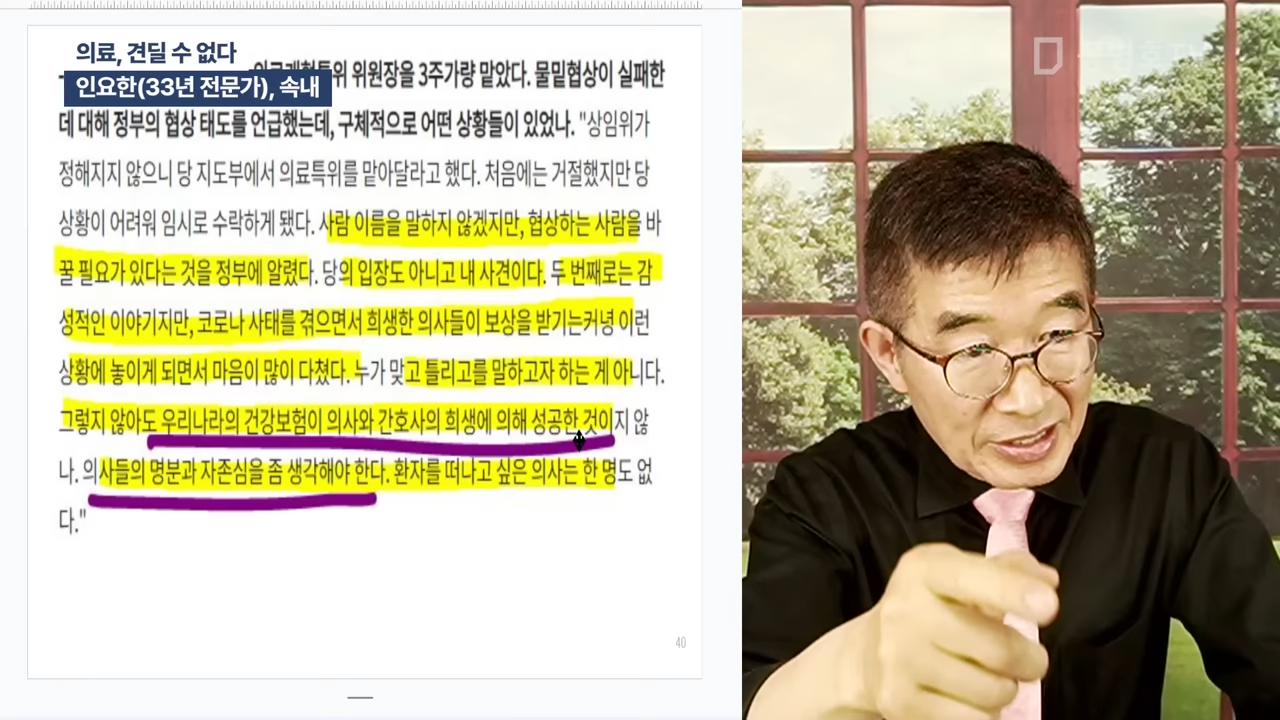 의료, 견딜 수 없다
인요한(33년 전문가), 속내
위원장을 3주가량 맡았다. 물밑협상이 실패한
데 대해 정부의 협상 태도를 언급했는데, 구체적으로 어떤 상황들이 있었나. "상임위가
정해지지 않으니 당 지도부에서 의료특위를 맡아달라고 했다. 처음에는 거절했지만 당
상황이 어려워 임시로 수락하게 됐다. 사람 이름을 말하지 않겠지만, 협상하는 사람을 바
꿀 필요가 있다는 것을 정부에 알렸다. 당의 입장도 아니고 내 사견이다. 두 번째로는 감
성적인 이야기지만, 코로나 사태를 겪으면서 희생한 의사들이 보상을 받기는커녕 이런
상황에 놓이게 되면서 마음이 많이 다쳤다. 누가 맞고 틀리고를 말하고자 하는 게 아니다.
그렇지 않아도 우리나라의 건강보험이 의사와 간호사의 희생에 의해 성공한 것이지 않
나. 의사들의 명분과 자존심을 좀 생각해야 한다. 환자를 떠나고 싶은 의사는 한 명도 없
다."
40